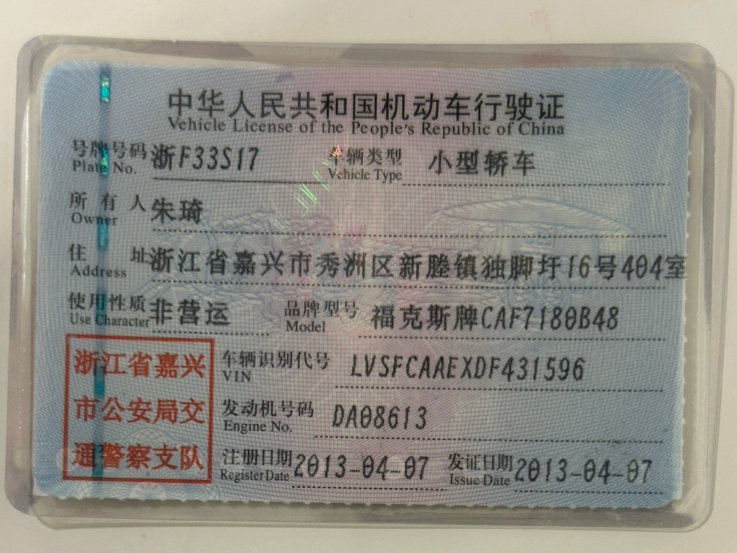 中华人民共和国机动车行驶证
Vehicle License of the People's Republic of China
号牌号码 浙F33S17 车辆类型 小型轿车
Plate No. Vehicle Type
所有人 朱琦
Owner
住址 浙江省嘉兴市秀洲区新塍镇独脚圩16号404室
Address
使用性质 非营运 品牌型号 福克斯牌CAF7180B48
Use Character Model
浙江省嘉兴
市公安局交
通警察支队
车辆识别代号 LVSFCAAEXDF431596
VIN
发动机号码 DA08613
Engine No.
注册日期 2013-04-07 发证日期 2013-04-07
Register Date Issue Date